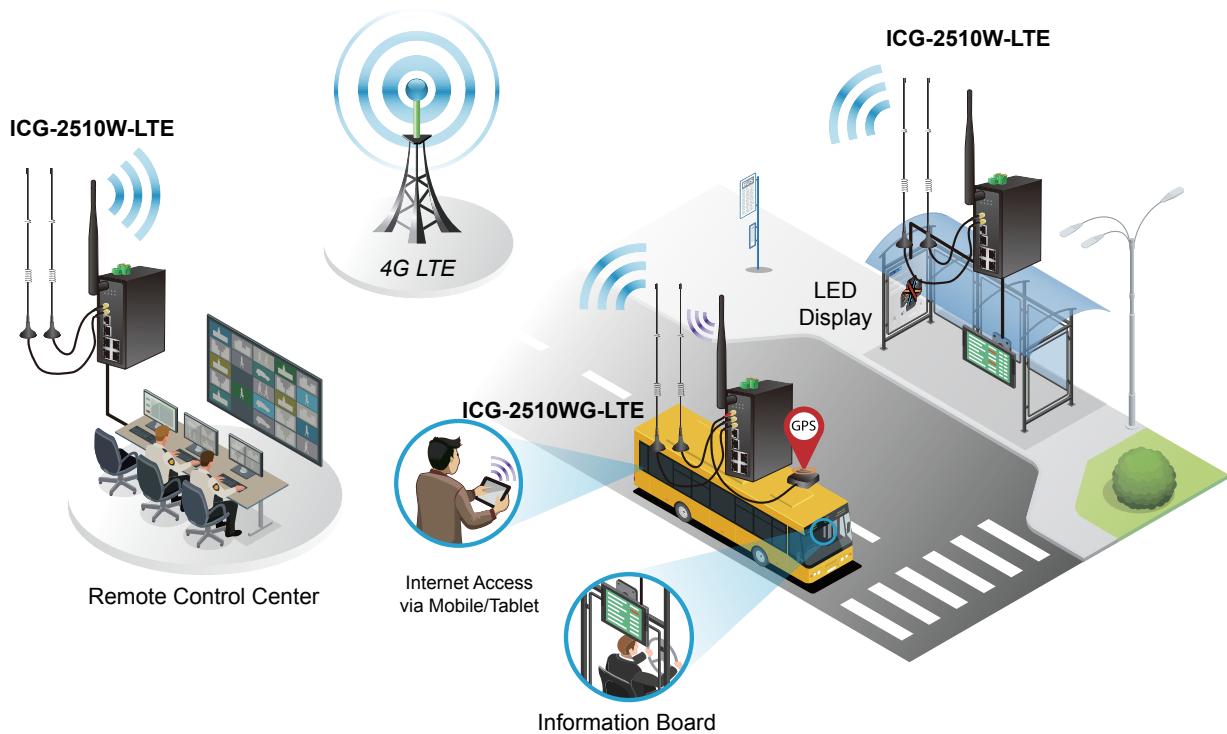 ICG-2510W-LTE
ICG-2510W-LTE
4G LTE
LED
Display
ICG-2510WG-LTE
GPS
Internet Access
via Mobile/Tablet
Remote Control Center
Information Board